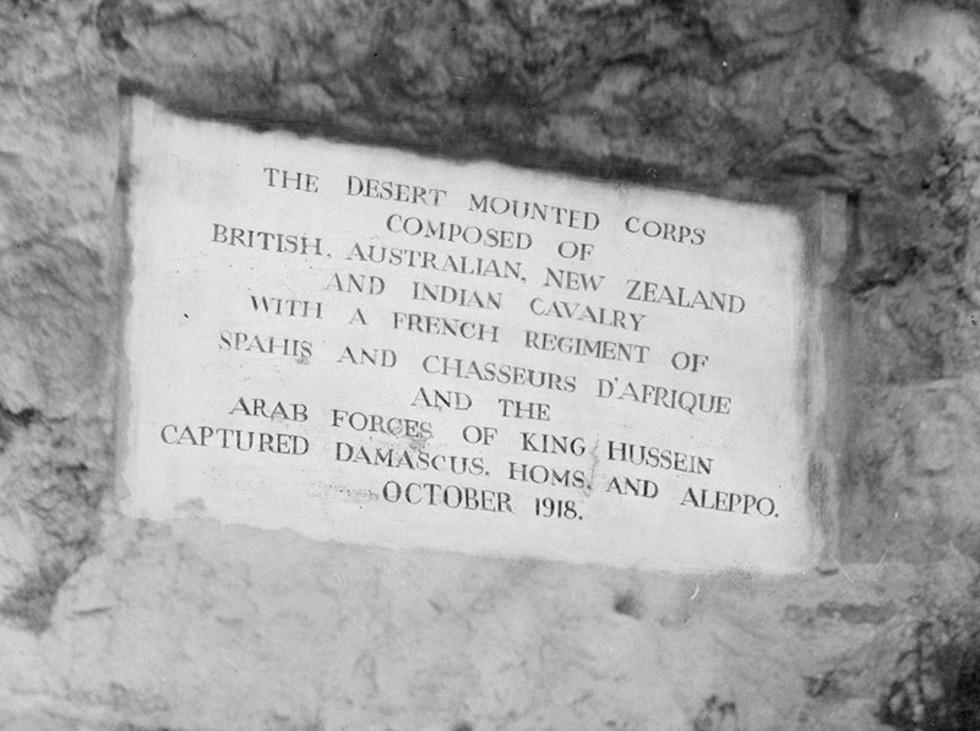 THE DESERT MOUNTED CORPS
COMPOSED OF
BRITISH, AUSTRALIAN, NEW ZEALAND
AND INDIAN CAVALRY
WITH A FRENCH REGIMENT OF
SPAHIS AND CHASSEURS D'AFRIQUE
AND THE
ARAB FORCES OF KING HUSSEIN
CAPTURED DAMASCUS, HOMS, AND ALEPPO.
OCTOBER 1918.